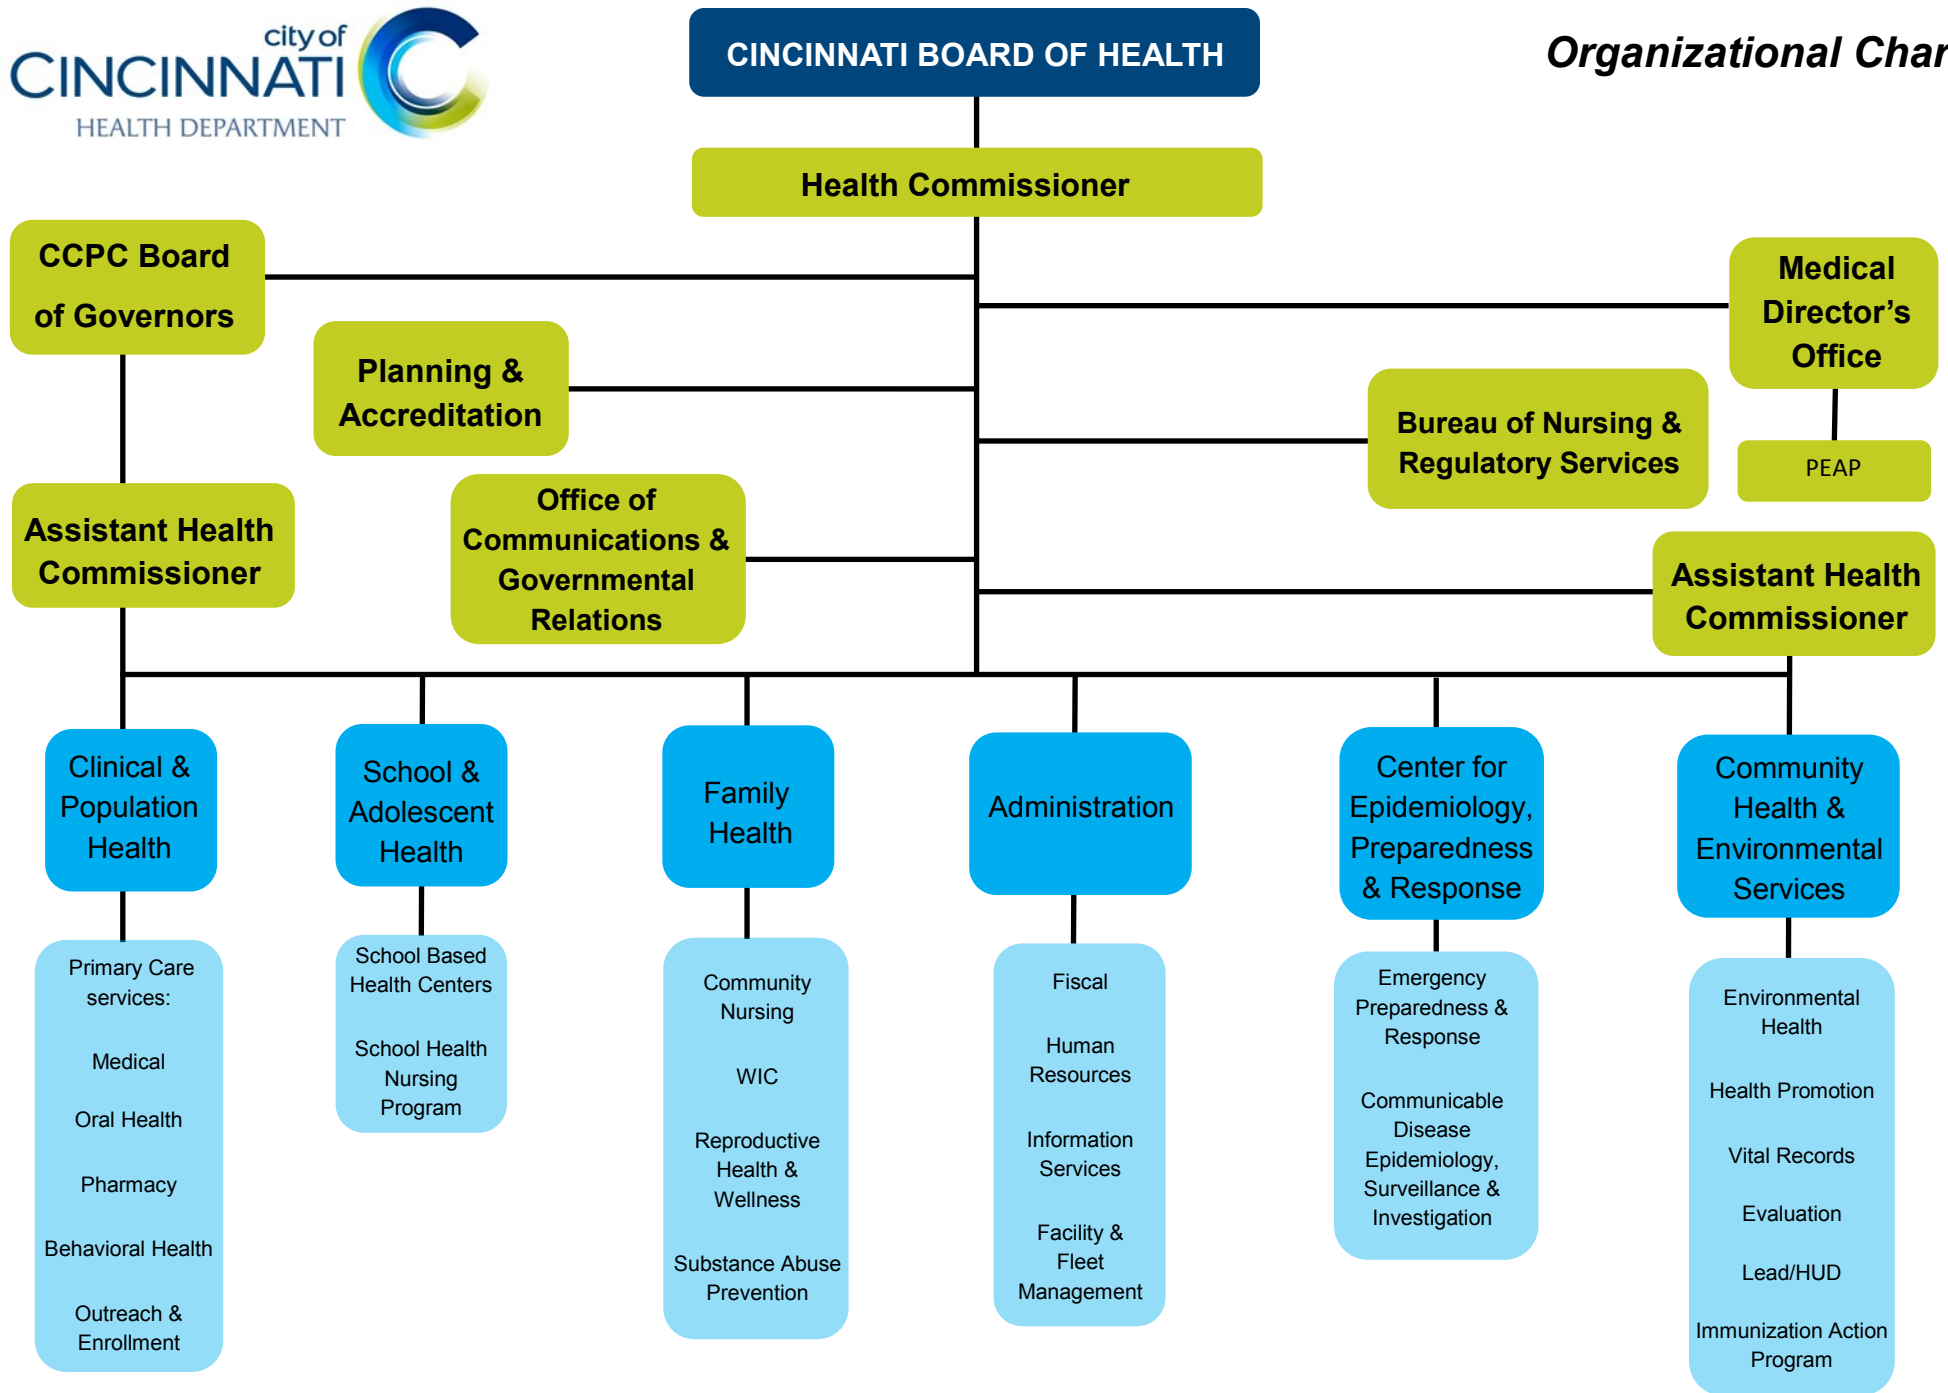 city of
CINCINNATI
HEALTH DEPARTMENT
CINCINNATI BOARD OF HEALTH
Organizational Char
Health Commissioner
CCPC Board
of Governors
Medical
Director’s
Office
Planning &
Accreditation
Bureau of Nursing &
Regulatory Services
PEAP
Office of
Communications &
Governmental
Relations
Assistant Health
Commissioner
Assistant Health
Commissioner
Clinical &
Population
Health
School &
Adolescent
Health
Family
Health
Administration
Center for
Epidemiology,
Preparedness
& Response
Community
Health &
Environmental
Services
Primary Care
services:
Medical
Oral Health
Pharmacy
Behavioral Health
Outreach &
Enrollment
School Based
Health Centers
School Health
Nursing
Program
Community
Nursing
WIC
Reproductive
Health &
Wellness
Substance Abuse
Prevention
Fiscal
Human
Resources
Information
Services
Facility &
Fleet
Management
Emergency
Preparedness &
Response
Communicable
Disease
Epidemiology,
Surveillance &
Investigation
Environmental
Health
Health Promotion
Vital Records
Evaluation
Lead/HUD
Immunization Action
Program